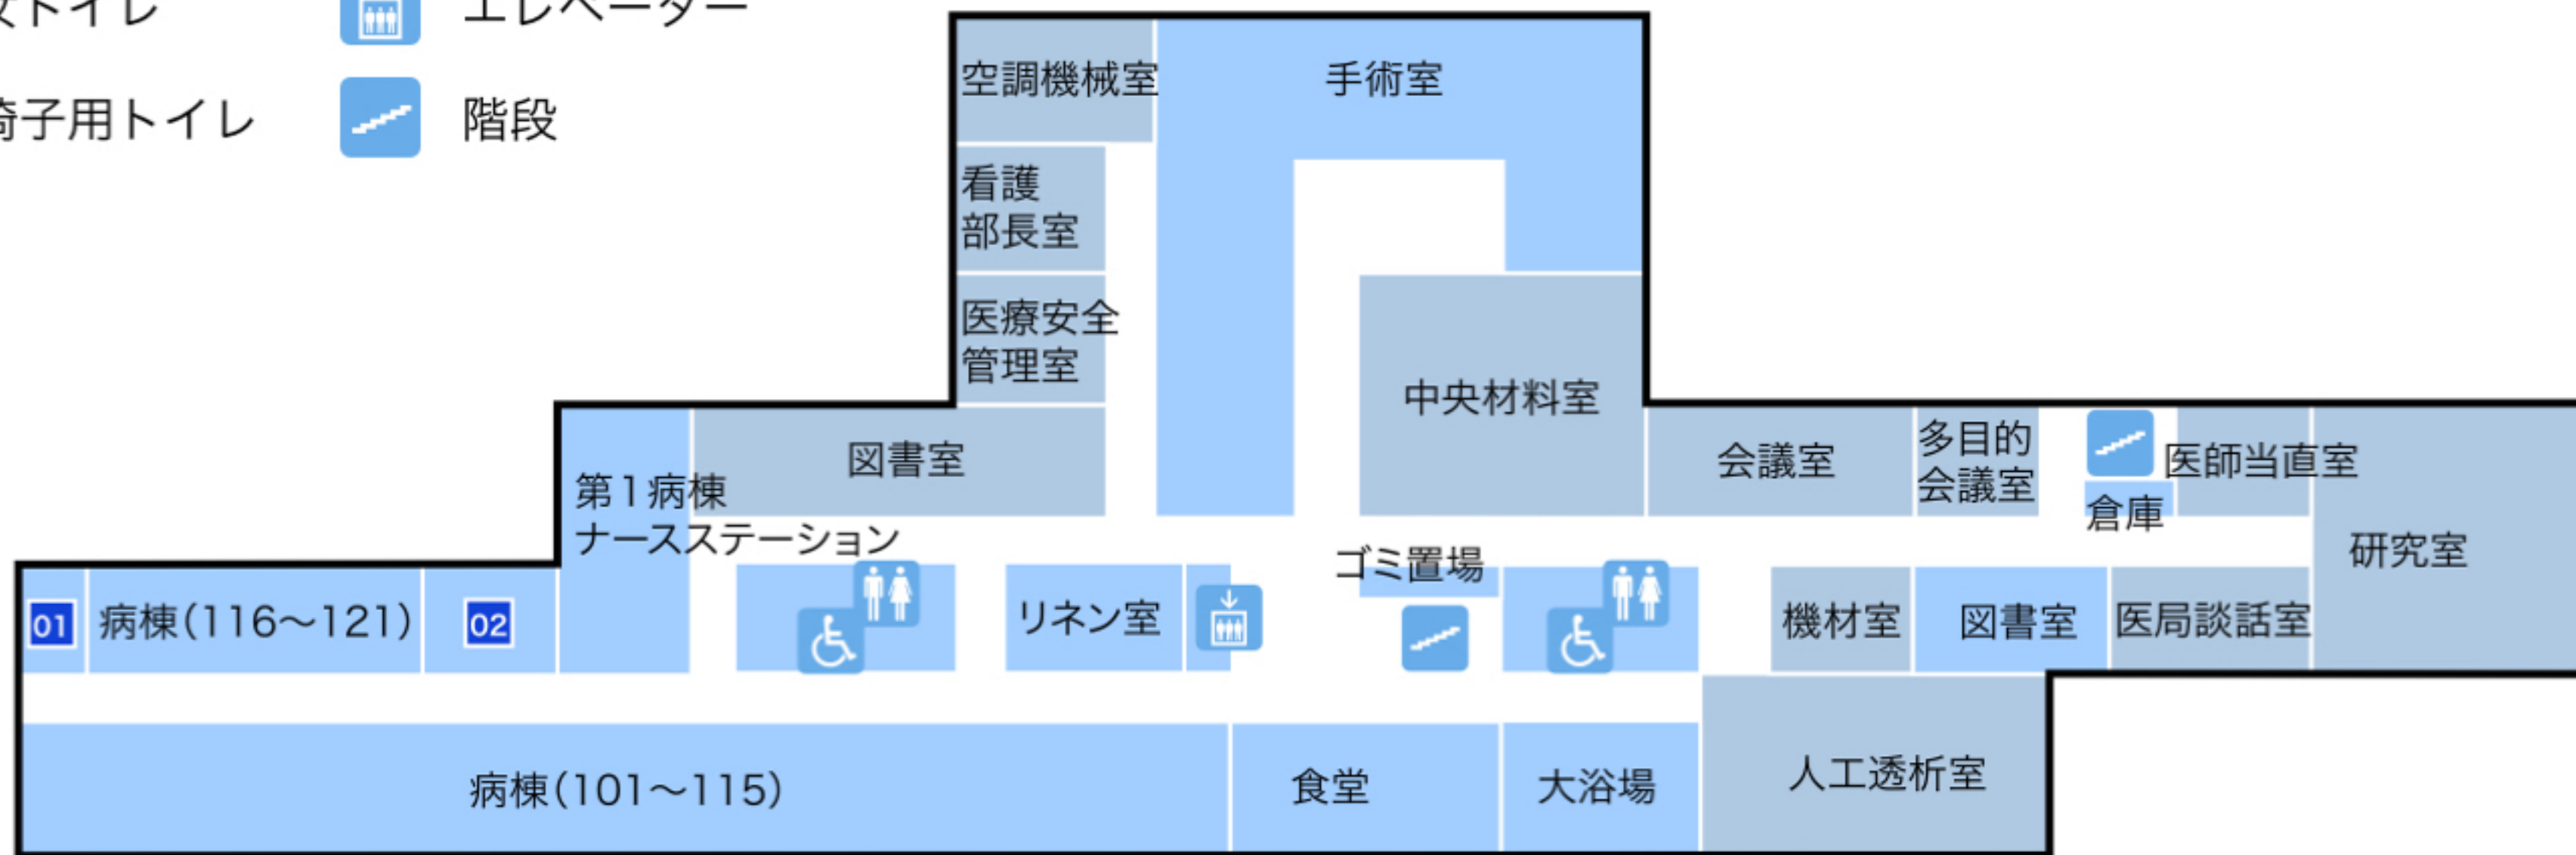 トイレ
エレベーター
椅子用トイレ
階段
空調機械室
手術室
看護
部長室
医療安全
管理室
中央材料室
図書室
会議室
多目的
会議室
医師当直室
倉庫
第1病棟
ナースステーション
研究室
ゴミ置場
01
病棟(116〜121)
02
リネン室
機材室
図書室
医局談話室
病棟(101〜115)
食堂
大浴場
人工透析室